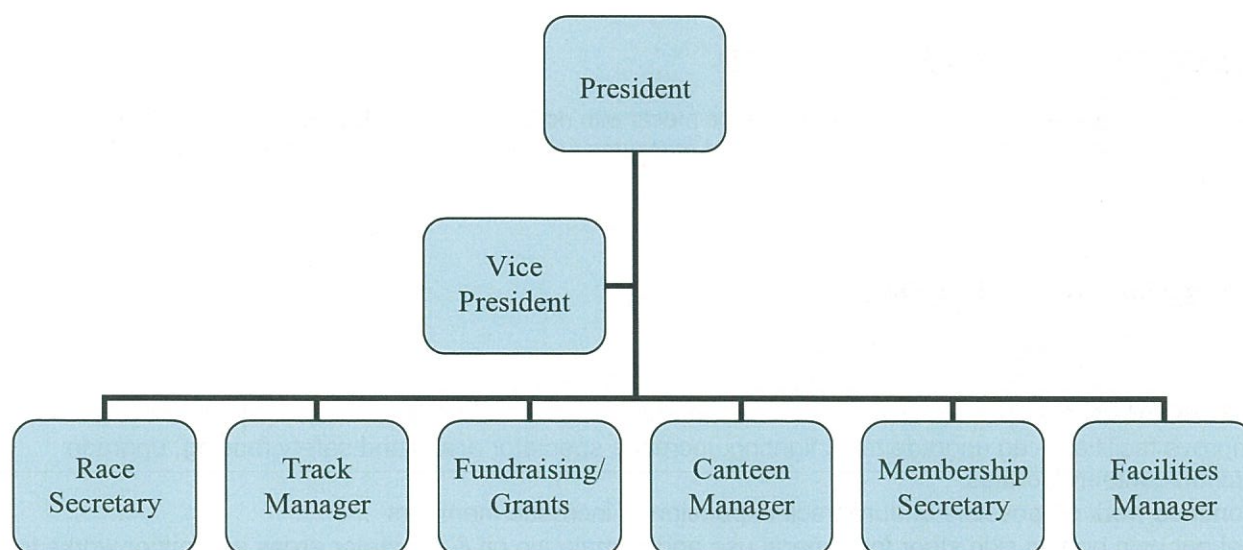 President
Vice
President
Race
Secretary
Track
Manager
Fundraising/
Grants
Canteen
Manager
Membership
Secretary
Facilities
Manager